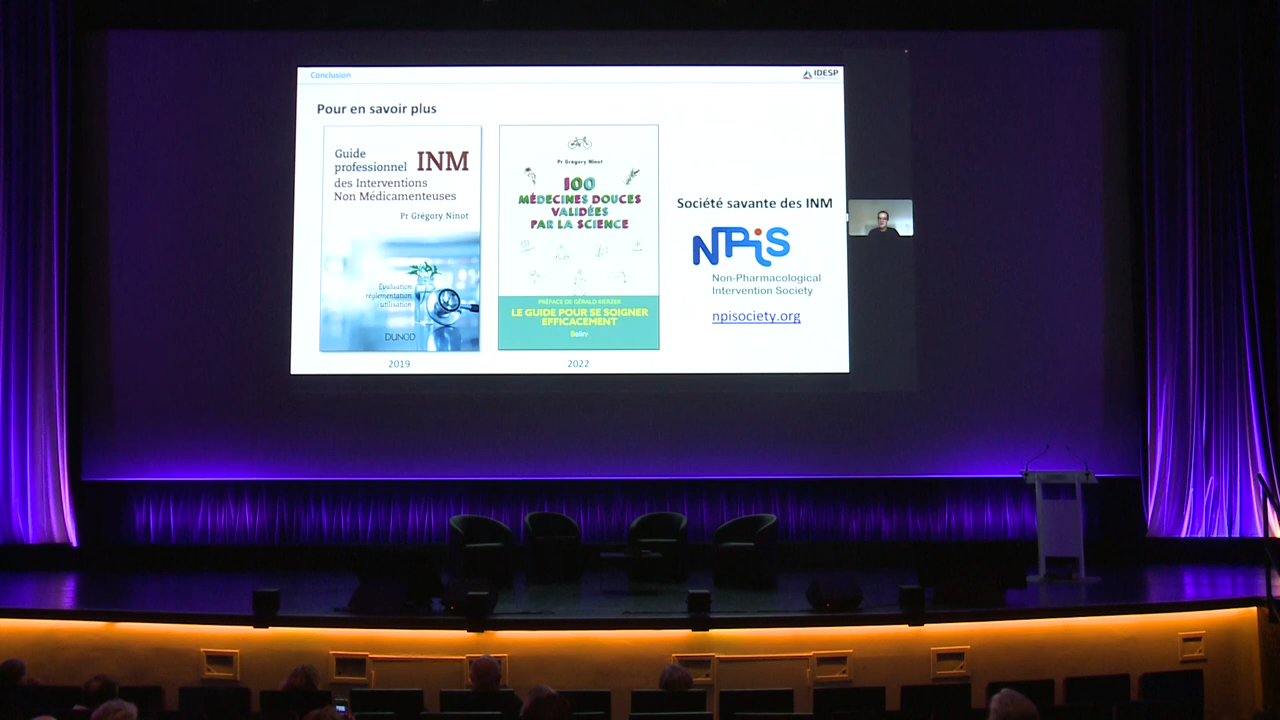 Conclusion
IDESP
Pour en savoir plus
Guide
professionnel INM
des Interventions
Non Médicamenteuses
Pr Grégory Ninot
Évaluation
réglementation
utilisation
DUNOD
2019
Pr Grégory Ninot
100
MÉDECINES DOUCES
VALIDÉES
PAR LA SCIENCE
PRÉFACE DE GÉRALD KIERZEK
LE GUIDE POUR SE SOIGNER
EFFICACEMENT
Belin
2022
Société savante des INM
NPiS
Non-Pharmacological
Intervention Society
npisociety.org